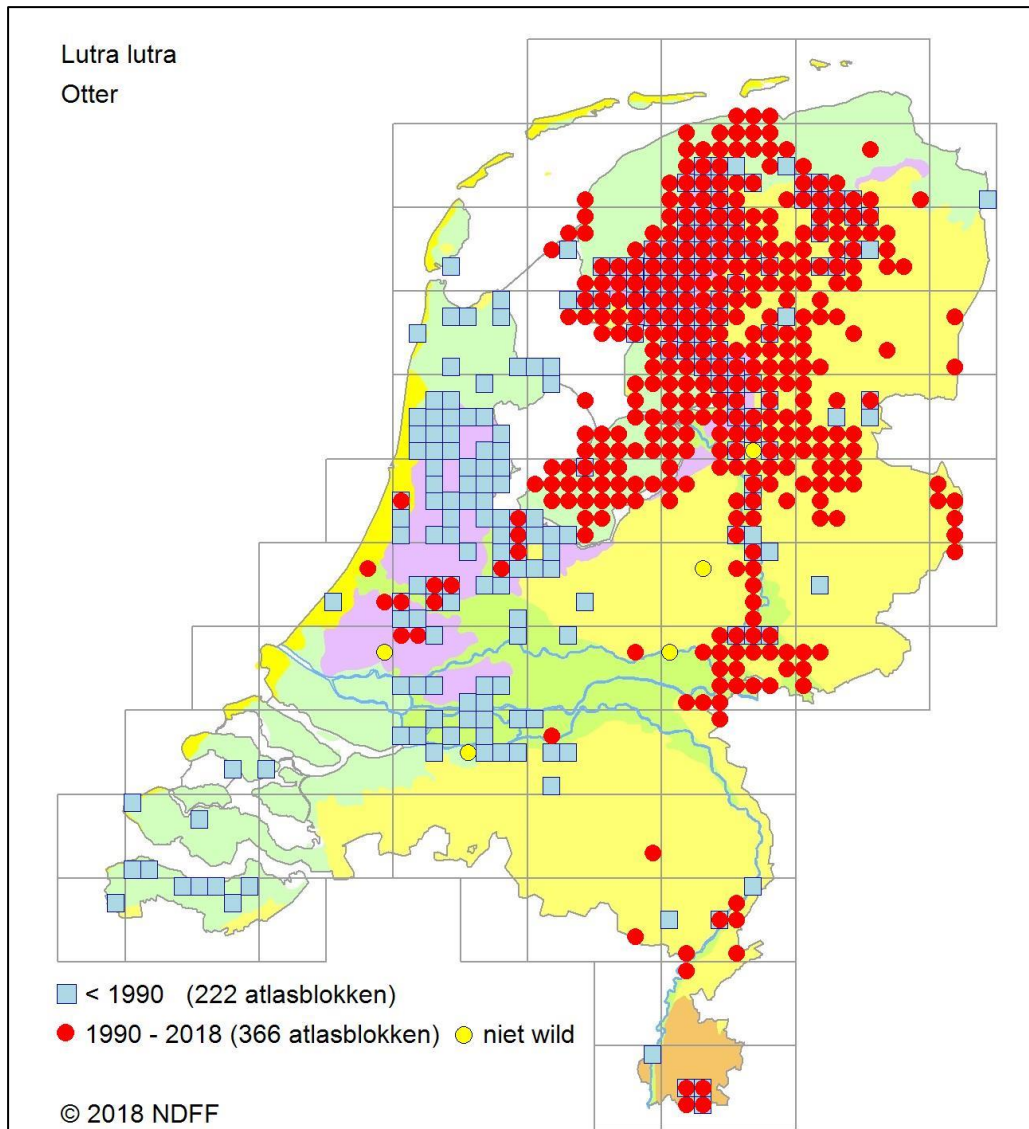 Lutra lutra
Otter
< 1990 (222 atlasblokken)
1990 - 2018 (366 atlasblokken) niet wild
© 2018 NDFF